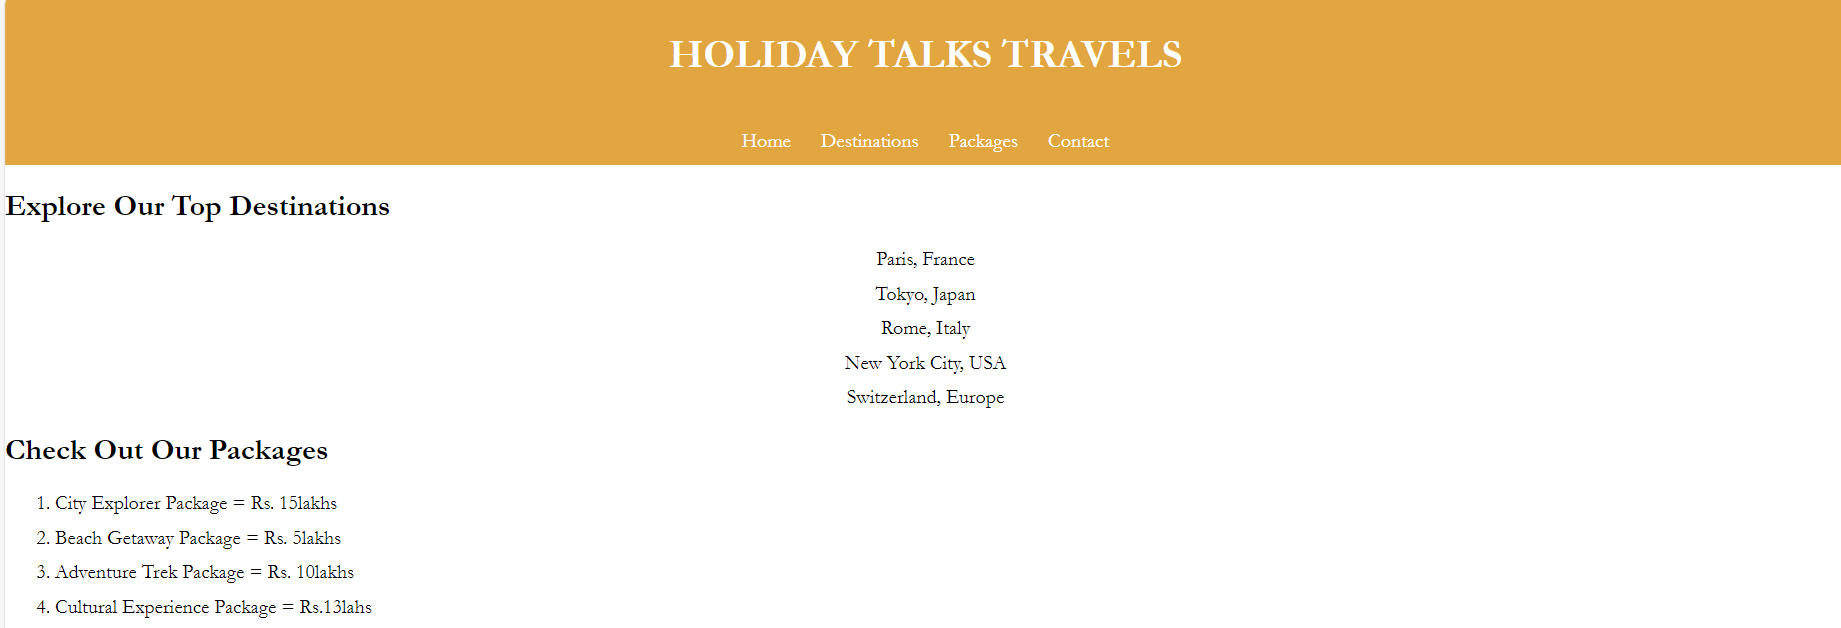 HOLIDAY TALKS TRAVELS
Home Destinations Packages Contact
Explore Our Top Destinations
Paris, France
Tokyo, Japan
Rome, Italy
New York City, USA
Switzerland, Europe
Check Out Our Packages
1. City Explorer Package = Rs. 15lakhs
2. Beach Getaway Package = Rs. 5lakhs
3. Adventure Trek Package = Rs. 10lakhs
4. Cultural Experience Package = Rs.13lahs